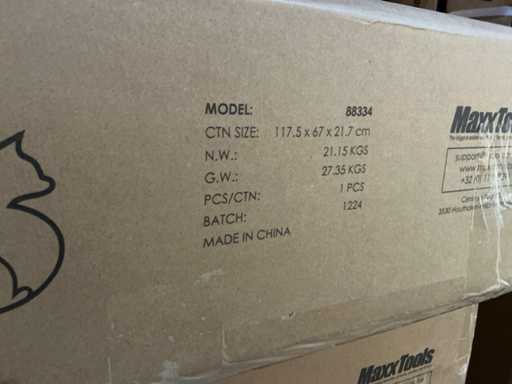 MODEL: 88334
CTN SIZE: 117.5 x 67 x 21.7 cm
N.W.: 21.15 KGS
G.W.: 27.35 KGS
PCS/CTN: 1 PCS
BATCH: 1224
MADE IN CHINA
MaxxTools
MaxxTools